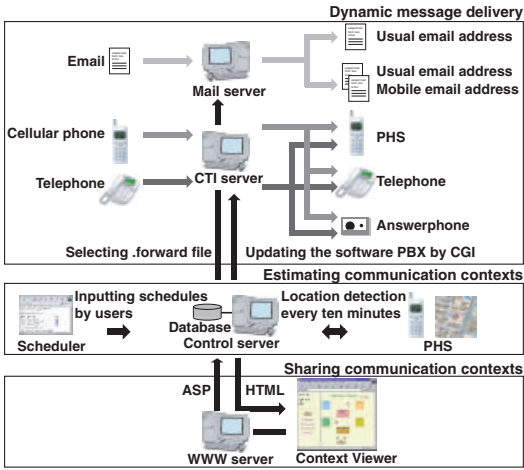 Dynamic message delivery
Email
Mail server
Usual email address
Usual email address
Mobile email address
Cellular phone
Telephone
CTI server
PHS
Telephone
Answerphone
Selecting .forward file
Updating the software PBX by CGI
Estimating communication contexts
Inputting schedules
by users
Scheduler
Database
Control server
Location detection
every ten minutes
PHS
Sharing communication contexts
ASP
HTML
WWW server
Context Viewer